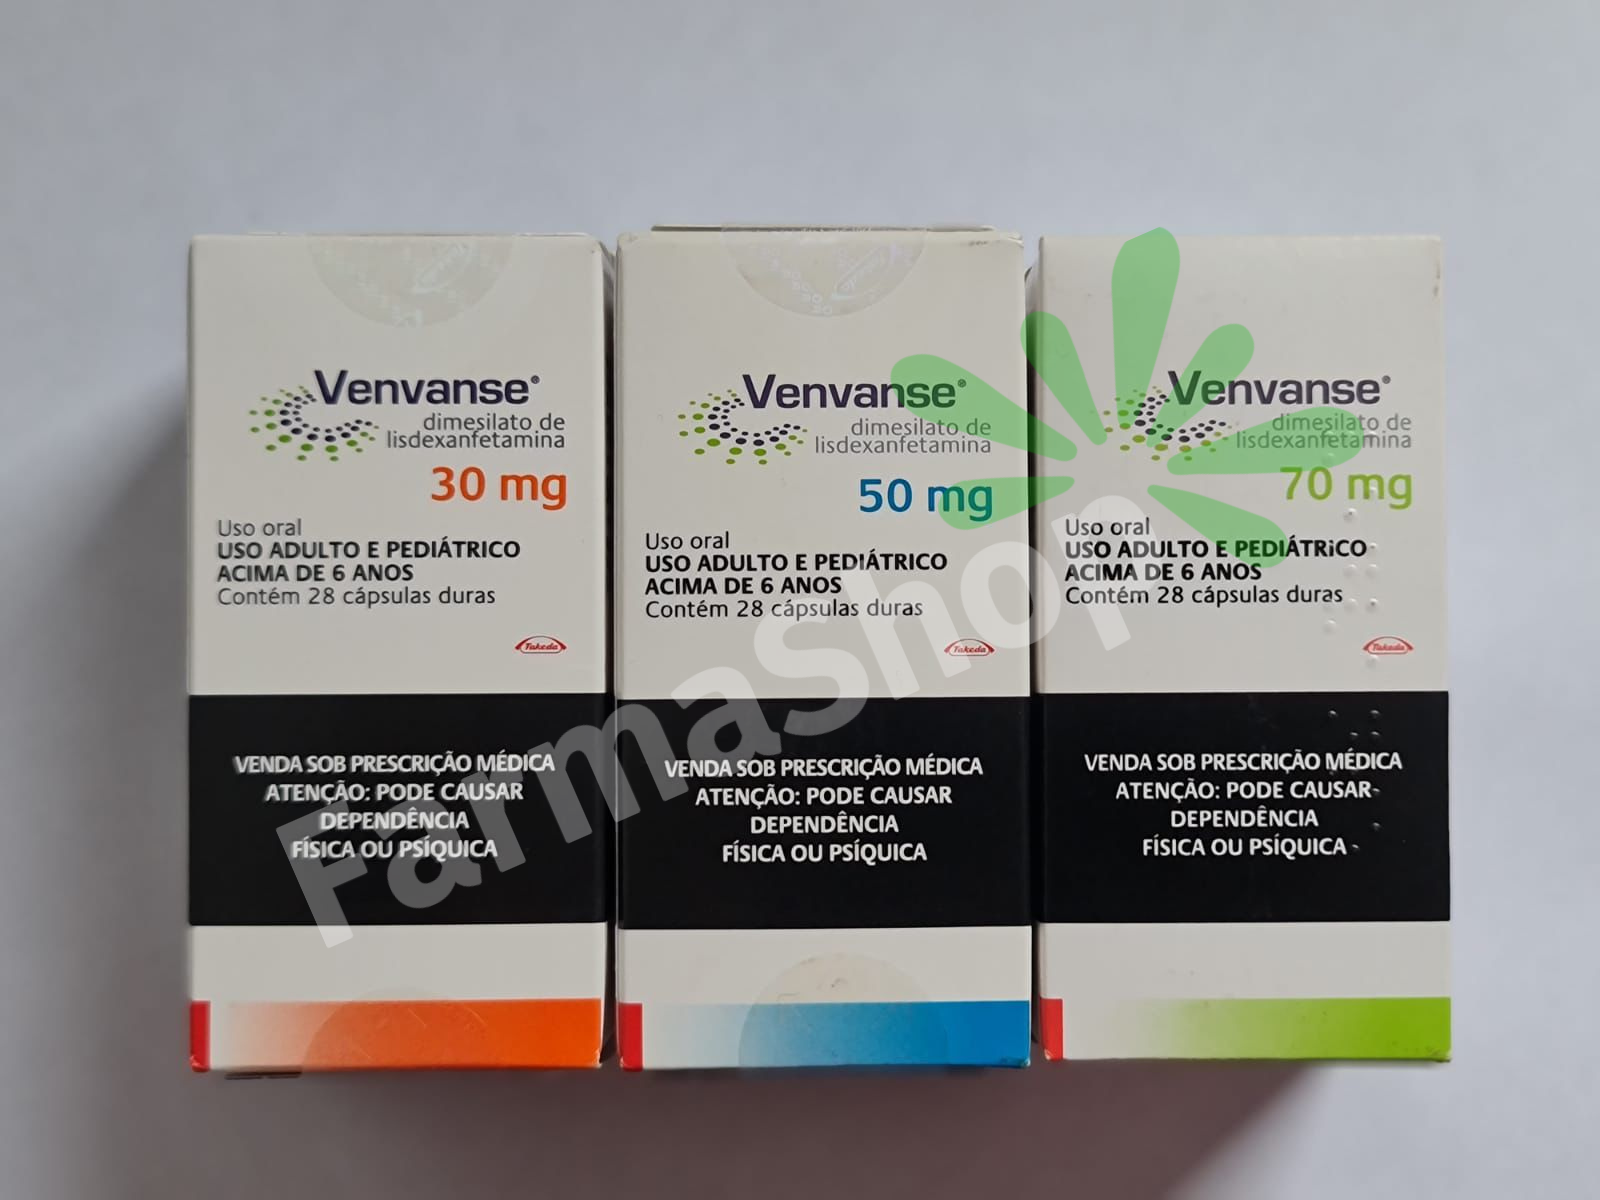 Venvanse®
dimesilato de
lisdexanfetamina
30 mg
Uso oral
USO ADULTO E PEDIÁTRICO
ACIMA DE 6 ANOS
Contém 28 cápsulas duras
Takeda
VENDA SOB PRESCRIÇÃO MÉDICA
ATENÇÃO: PODE CAUSAR
DEPENDÊNCIA
FÍSICA OU PSÍQUICA
Venvanse®
dimesilato de
lisdexanfetamina
50 mg
Uso oral
USO ADULTO E PEDIÁTRICO
ACIMA DE 6 ANOS
Contém 28 cápsulas duras
Takeda
VENDA SOB PRESCRIÇÃO MÉDICA
ATENÇÃO: PODE CAUSAR
DEPENDÊNCIA
FÍSICA OU PSÍQUICA
Venvanse®
dimesilato de
lisdexanfetamina
70 mg
Uso oral
USO ADULTO E PEDIÁTRICO
ACIMA DE 6 ANOS
Contém 28 cápsulas duras
Takeda
VENDA SOB PRESCRIÇÃO MÉDICA
ATENÇÃO: PODE CAUSAR
DEPENDÊNCIA
FÍSICA OU PSÍQUICA
FarmaShop